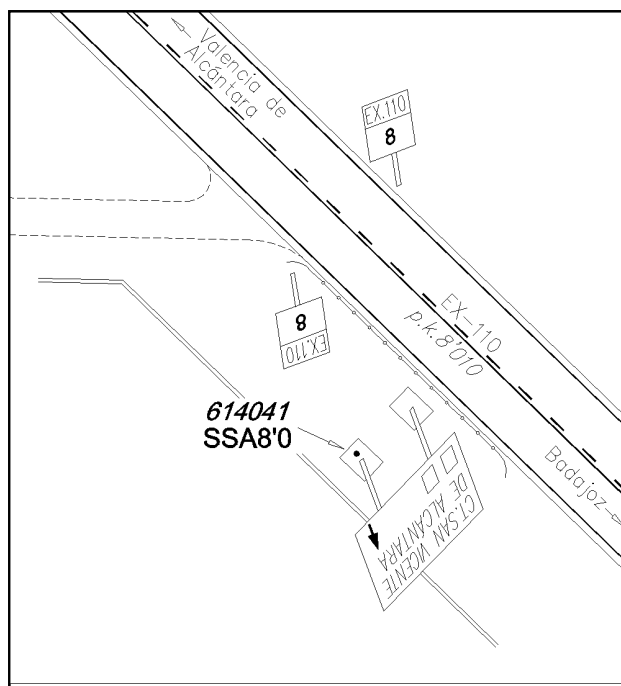 Valencia de
Alcántara
EX.110
8
EX-110
p.k.8'010
8
EX.110
614041
SSA8'0
Badajoz
CT.SAN VICENTE
DE ALCÁNTARA